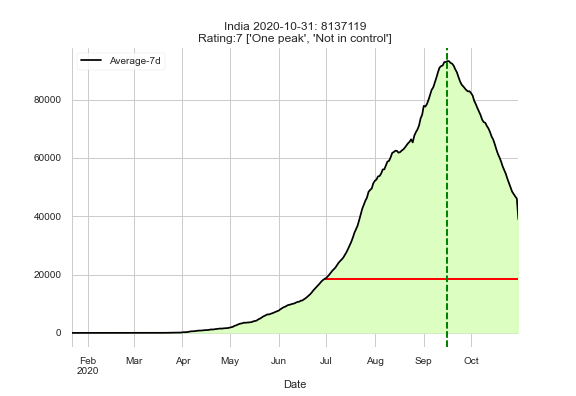 India 2020-10-31: 8137119
Rating:7 ['One peak', 'Not in control']
Average-7d
80000
60000
40000
20000
0
Feb Mar Apr May Jun Jul Aug Sep Oct
2020
Date